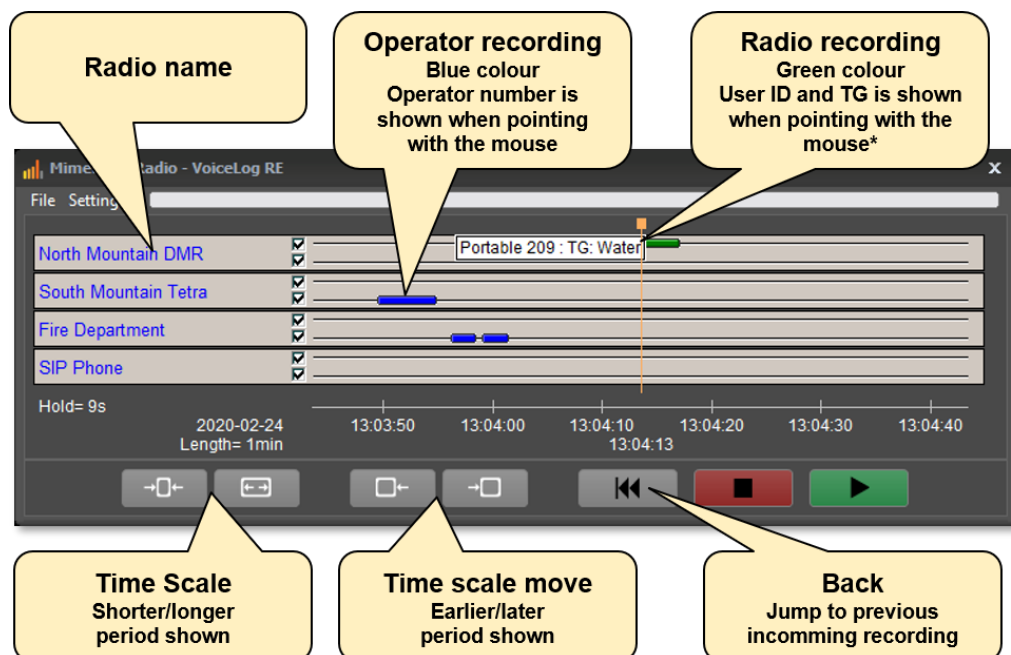 Radio name
Operator recording
Blue colour
Operator number is
shown when pointing
with the mouse
Radio recording
Green colour
User ID and TG is shown
when pointing with the
mouse*
Radio - VoiceLog RE
x
File
North Mountain DMR
Portable 209 : TG: Water
South Mountain Tetra
Fire Department
SIP Phone
Hold= 9s
2020-02-24
Length= 1min
13:03:50
13:04:00
13:04:10
13:04:20
13:04:30
13:04:40
13:04:13
Time Scale
Shorter/longer
period shown
Time scale move
Earlier/later
period shown
Back
Jump to previous
incomming recording